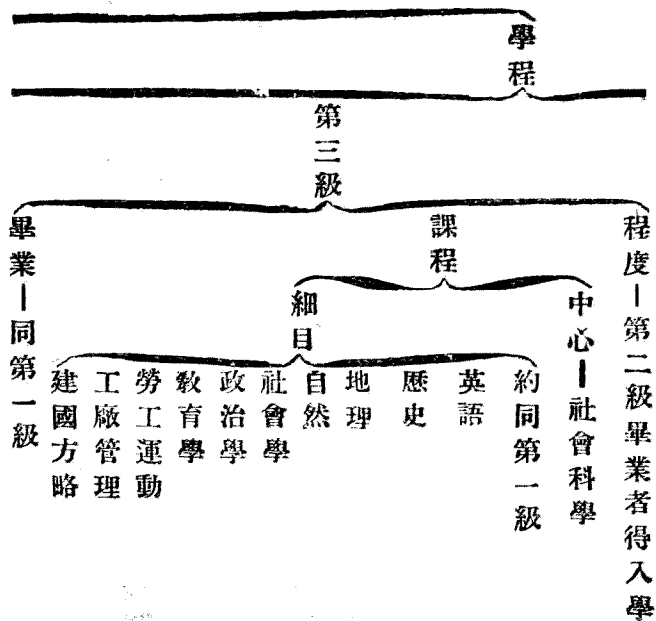 學程
第三級
程度—第二級畢業者得入學
課程
中心—社會科學
細目
約同第一級
英語
歷史
地理
自然
社會學
政治學
敎育學
勞工運動
工廠管理
建國方略
畢業—同第一級